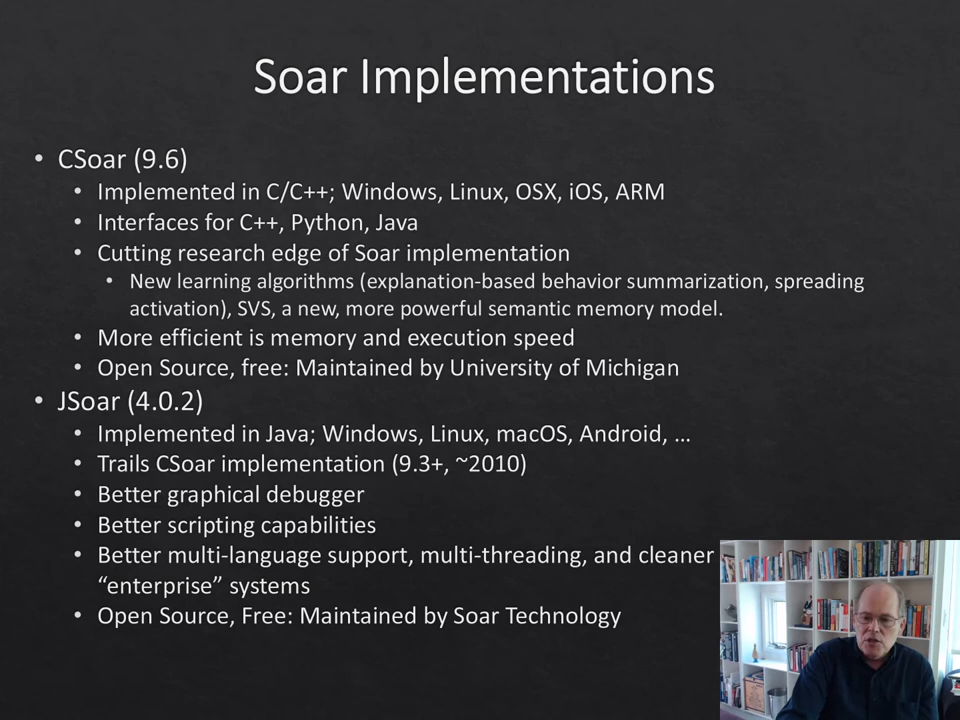 Soar Implementations
• CSoar (9.6)
• Implemented in C/C++; Windows, Linux, OSX, iOS, ARM
• Interfaces for C++, Python, Java
• Cutting research edge of Soar implementation
• New learning algorithms (explanation-based behavior summarization, spreading
activation), SVS, a new, more powerful semantic memory model.
• More efficient is memory and execution speed
• Open Source, free: Maintained by University of Michigan
• JSoar (4.0.2)
• Implemented in Java; Windows, Linux, macOS, Android, …
• Trails CSoar implementation (9.3+, ~2010)
• Better graphical debugger
• Better scripting capabilities
• Better multi-language support, multi-threading, and cleaner
“enterprise” systems
• Open Source, Free: Maintained by Soar Technology